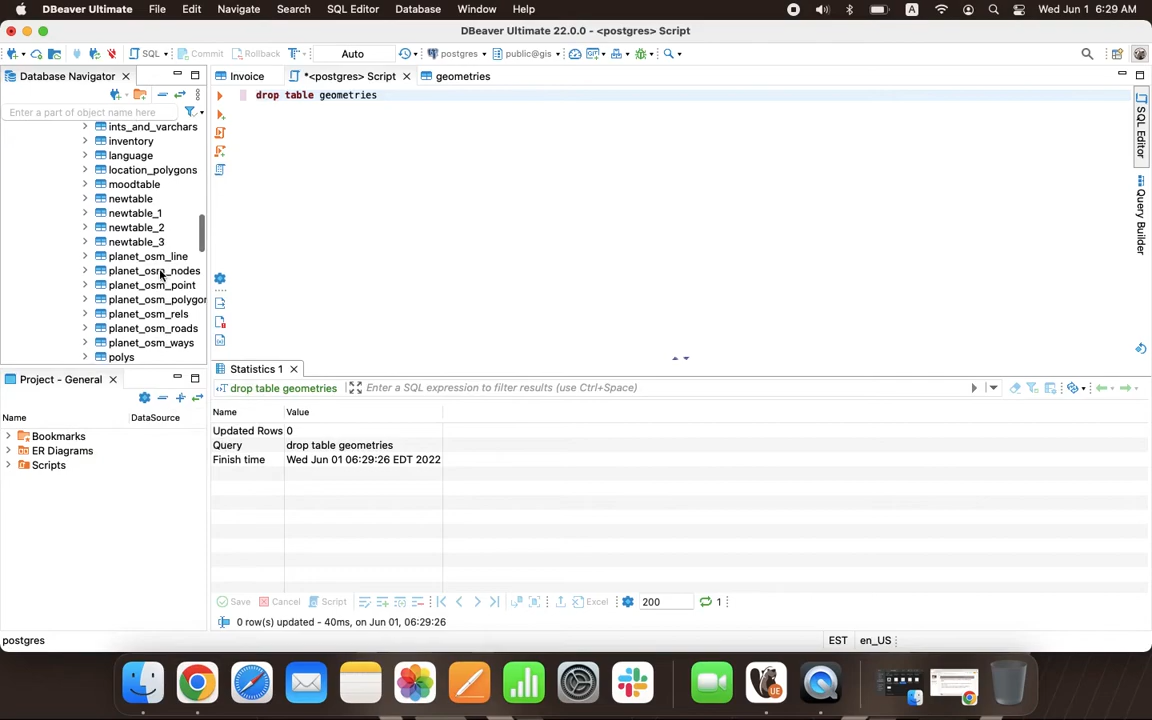 DBeaver Ultimate File Edit Navigate Search SQL Editor Database Window Help A Wed Jun 1 6:29 AM
DBeaver Ultimate 22.0.0 - <postgres> Script
SQL Commit Rollback Auto postgres public@gis
Database Navigator
Invoice *<postgres> Script geometries
Enter a part of object name here
drop table geometries
ints_and_varchars
inventory
language
location_polygons
moodtable
newtable
newtable_1
newtable_2
newtable_3
planet_osm_line
planet_osm_nodes
planet_osm_point
planet_osm_polygon
planet_osm_rels
planet_osm_roads
planet_osm_ways
polys
SQL Editor
Query Builder
Project - General
Name DataSource
Bookmarks
ER Diagrams
Scripts
Statistics 1
drop table geometries Enter a SQL expression to filter results (use Ctrl+Space)
Name Value
Updated Rows 0
Query drop table geometries
Finish time Wed Jun 01 06:29:26 EDT 2022
Save Cancel Script Excel 200 1
0 row(s) updated - 40ms, on Jun 01, 06:29:26
postgres EST en_US
UE